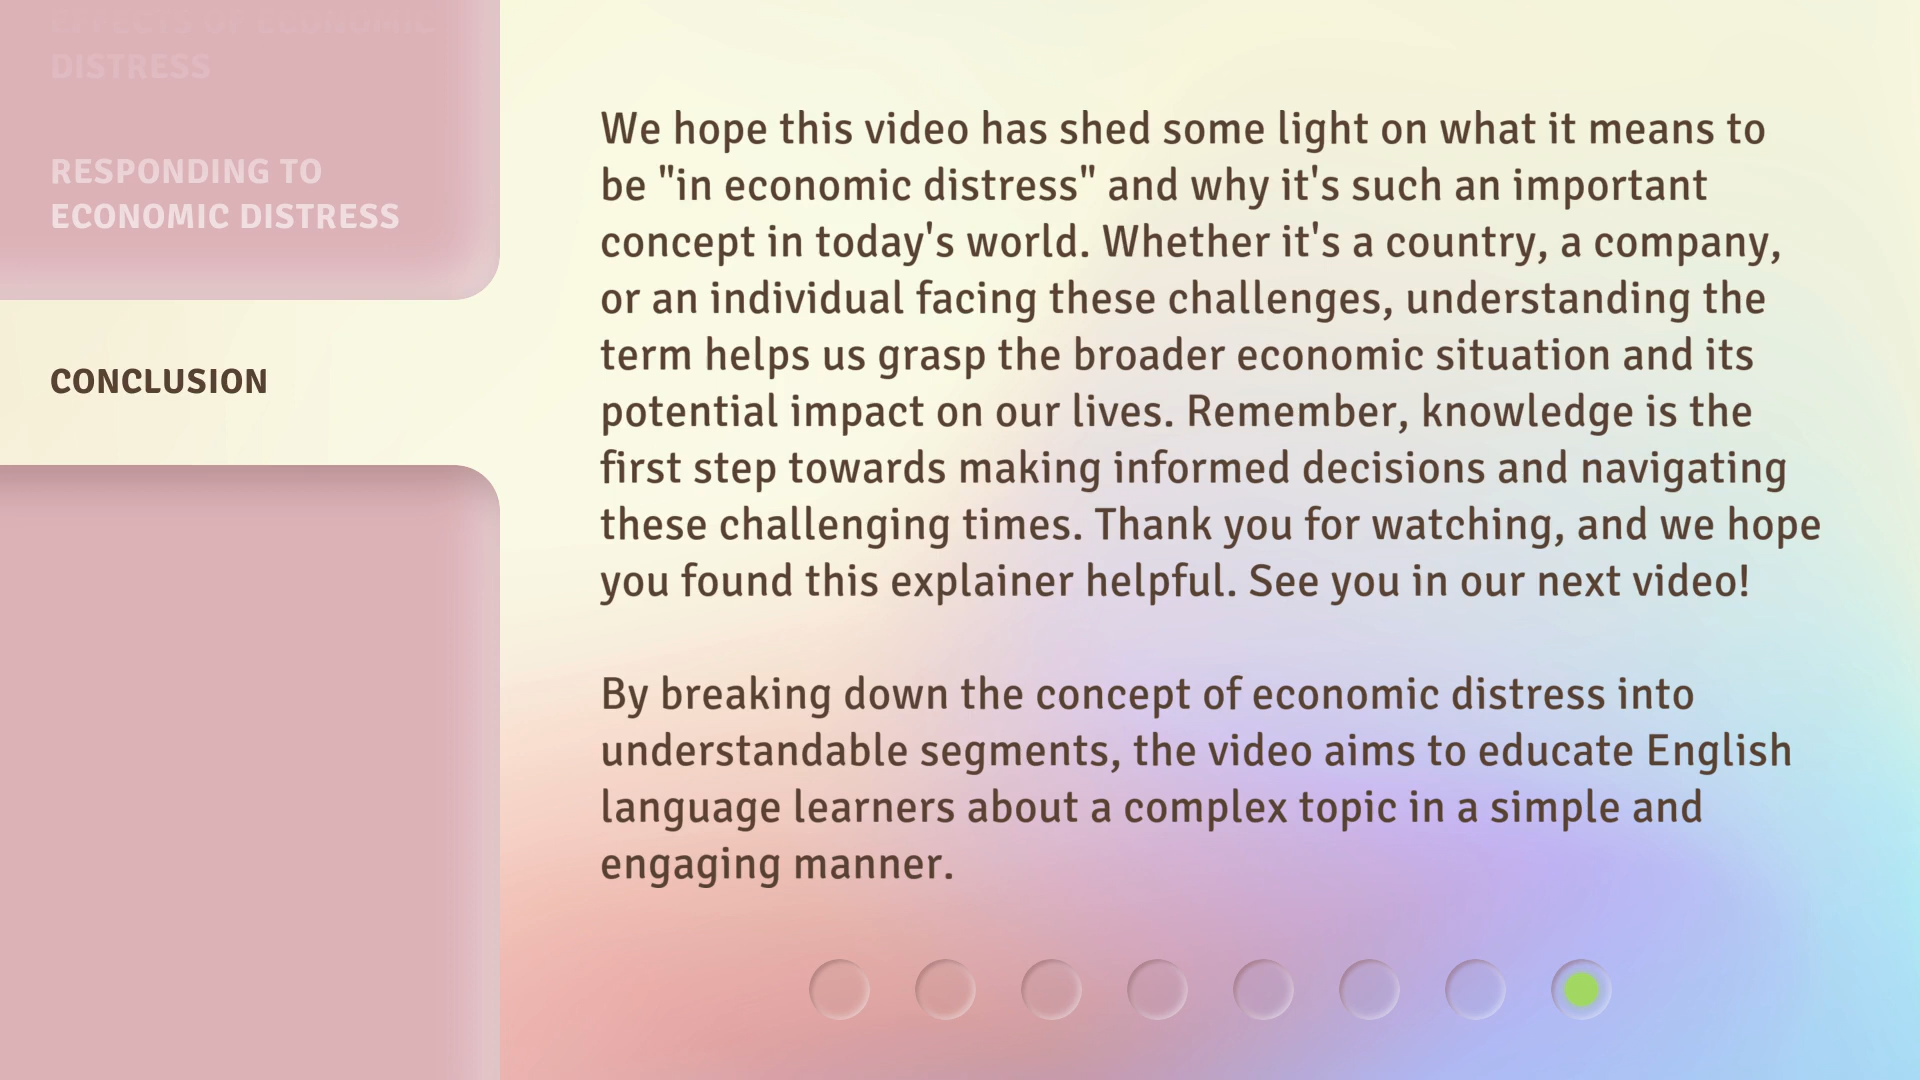 EFFECTS OF ECONOMIC
DISTRESS
RESPONDING TO
ECONOMIC DISTRESS
CONCLUSION
We hope this video has shed some light on what it means to
be "in economic distress" and why it's such an important
concept in today's world. Whether it's a country, a company,
or an individual facing these challenges, understanding the
term helps us grasp the broader economic situation and its
potential impact on our lives. Remember, knowledge is the
first step towards making informed decisions and navigating
these challenging times. Thank you for watching, and we hope
you found this explainer helpful. See you in our next video!
By breaking down the concept of economic distress into
understandable segments, the video aims to educate English
language learners about a complex topic in a simple and
engaging manner.